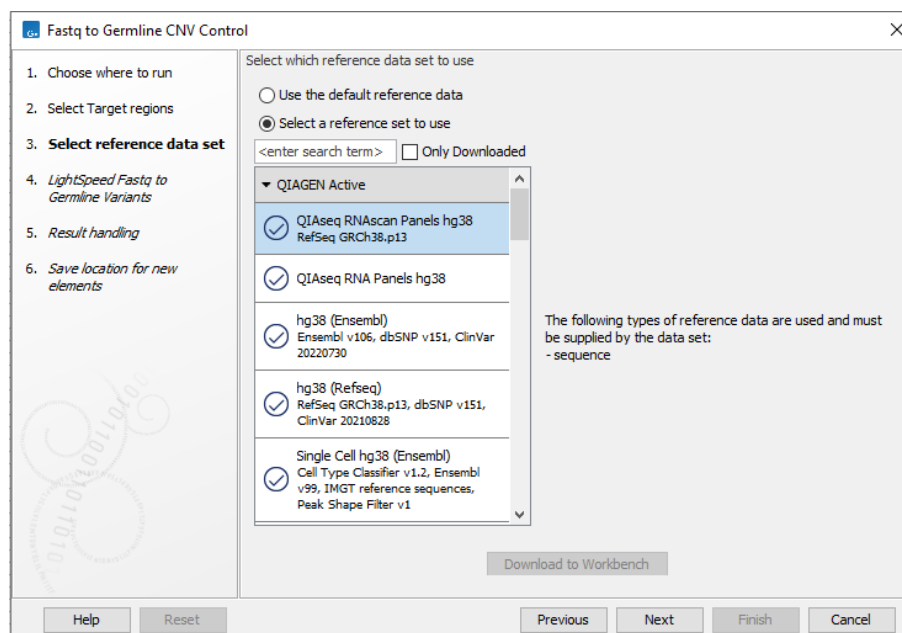 G.
Fastq to Germline CNV Control
1. Choose where to run
2. Select Target regions
3. Select reference data set
4. LightSpeed Fastq to
Germline Variants
5. Result handling
6. Save location for new
elements
Select which reference data set to use
Use the default reference data
Select a reference set to use
<enter search term>
Only Downloaded
QIAGEN Active
QIAseq RNAscan Panels hg38
RefSeq GRCh38.p13
QIAseq RNA Panels hg38
hg38 (Ensembl)
Ensembl v106, dbSNP v151, ClinVar
20220730
hg38 (Refseq)
RefSeq GRCh38.p13, dbSNP v151,
ClinVar 20210828
Single Cell hg38 (Ensembl)
Cell Type Classifier v1.2, Ensembl
v99, IMGT reference sequences,
Peak Shape Filter v1
The following types of reference data are used and must
be supplied by the data set:
- sequence
Download to Workbench
Help
Reset
Previous
Next
Finish
Cancel